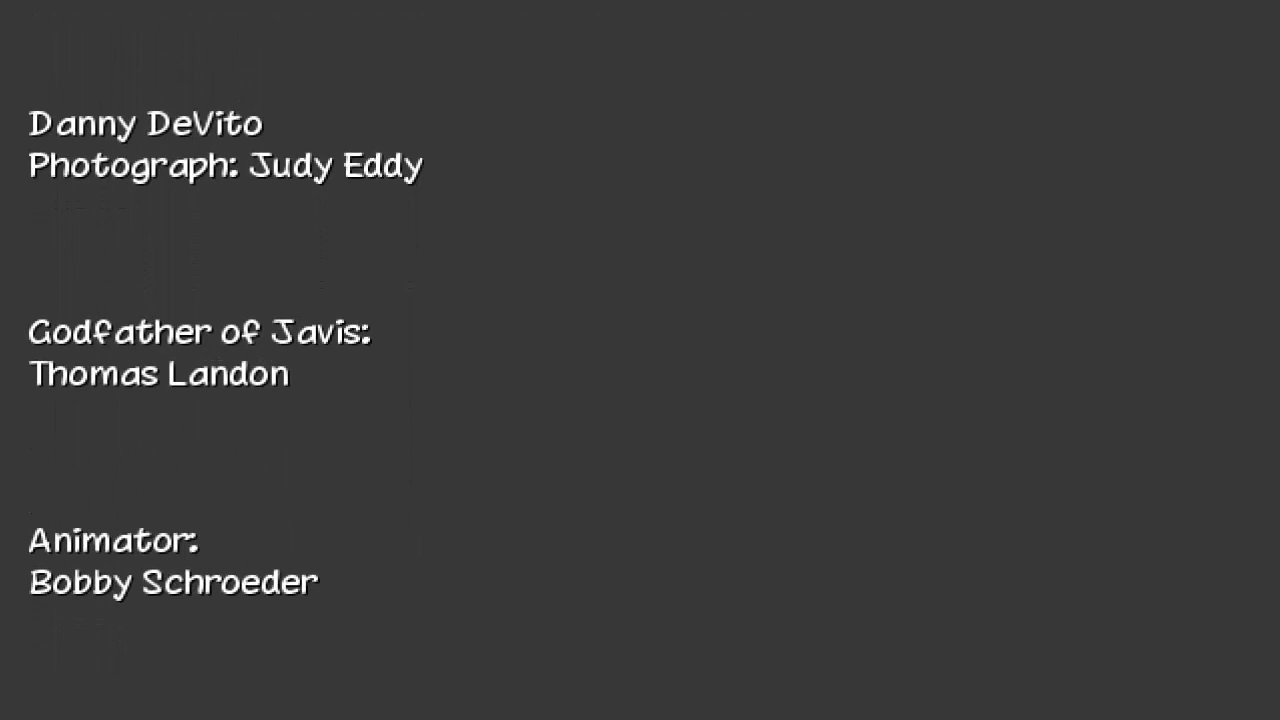 Danny DeVito
Photograph: Judy Eddy
Godfather of Javis:
Thomas Landon
Animator:
Bobby Schroeder